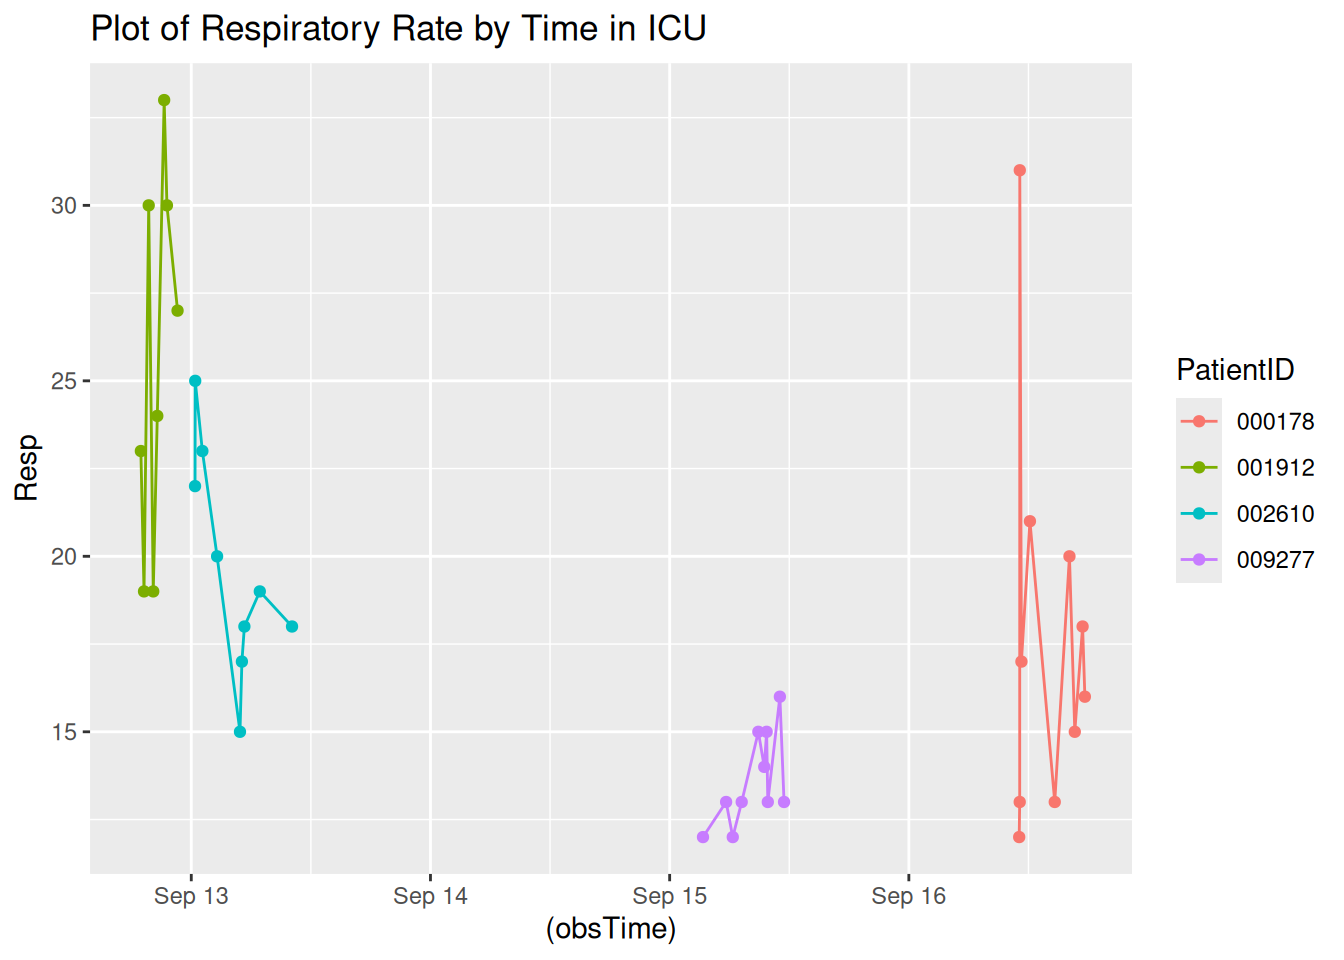 Plot of Respiratory Rate by Time in ICU
30
25
20
15
Resp
Sep 13
Sep 14
Sep 15
Sep 16
(obsTime)
PatientID
000178
001912
002610
009277